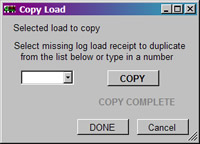 Copy Load
Selected load to copy
Select missing log load receipt to duplicate
from the list below or type in a number
COPY
COPY COMPLETE
DONE
Cancel